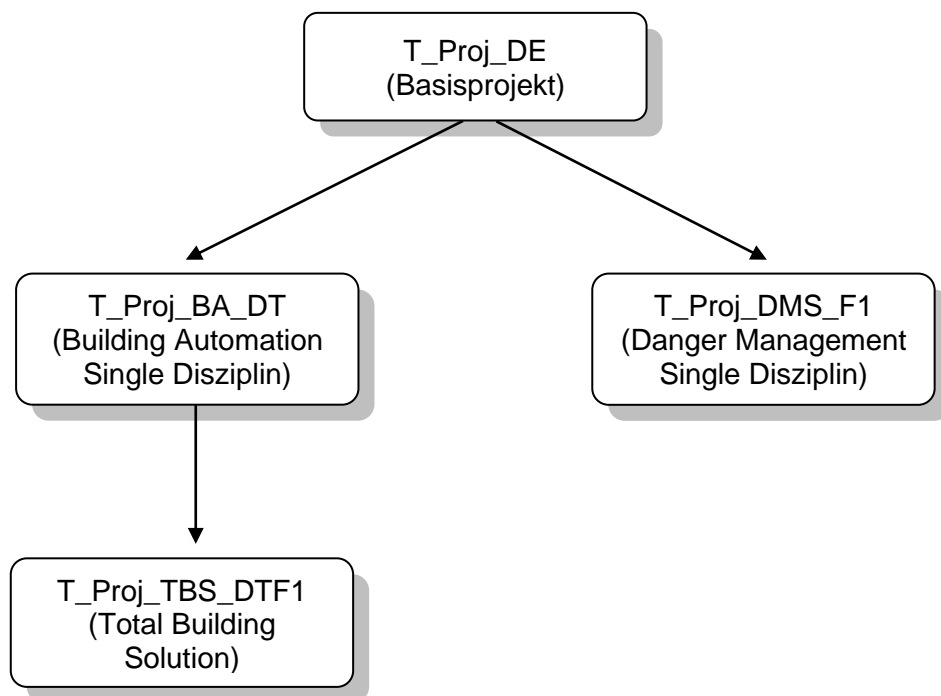 T_Proj_DE
(Basisprojekt)
T_Proj_BA_DT
(Building Automation
Single Disziplin)
T_Proj_DMS_F1
(Danger Management
Single Disziplin)
T_Proj_TBS_DTF1
(Total Building
Solution)